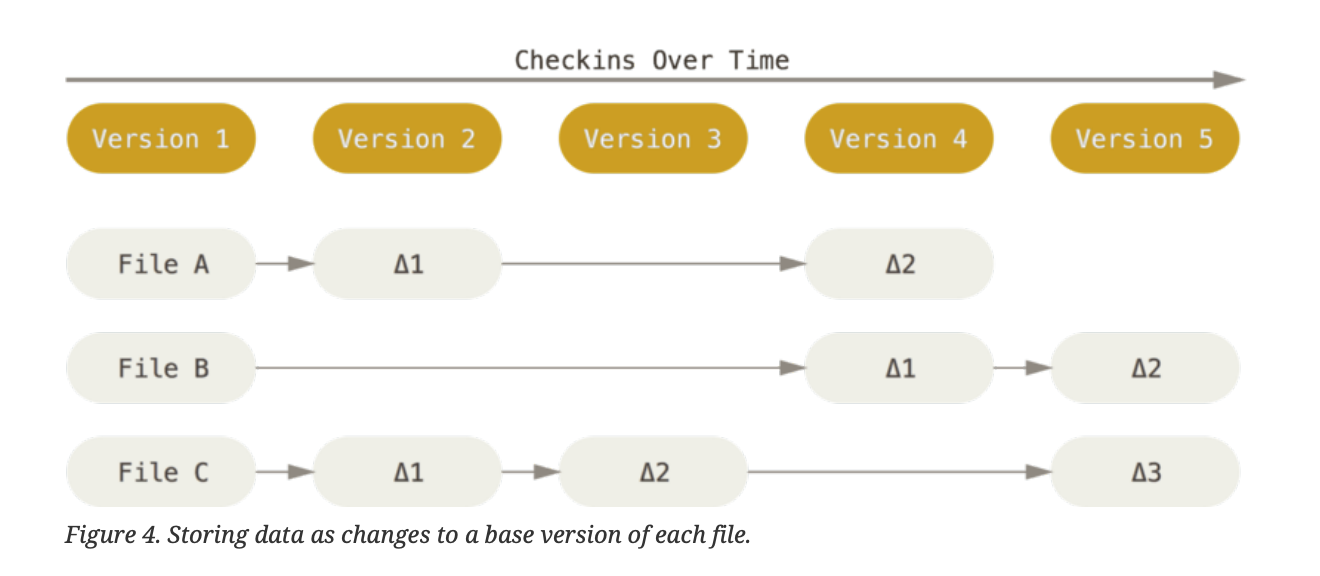 Checkins Over Time
Version 1 Version 2 Version 3 Version 4 Version 5
File A Δ1 Δ2
File B Δ1 Δ2
File C Δ1 Δ2 Δ3
Figure 4. Storing data as changes to a base version of each file.